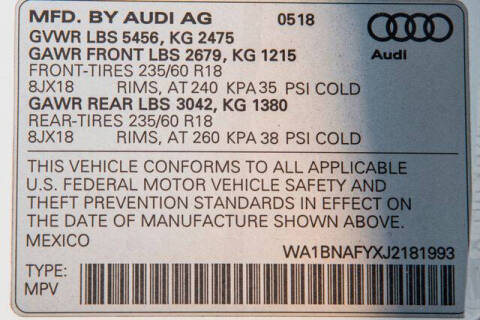 MFD. BY AUDI AG 0518
GVWR LBS 5456, KG 2475
GAWR FRONT LBS 2679, KG 1215
Audi
FRONT-TIRES 235/60 R18
8JX18 RIMS, AT 240 KPA 35 PSI COLD
GAWR REAR LBS 3042, KG 1380
REAR-TIRES 235/60 R18
8JX18 RIMS, AT 260 KPA 38 PSI COLD
THIS VEHICLE CONFORMS TO ALL APPLICABLE
U.S. FEDERAL MOTOR VEHICLE SAFETY AND
THEFT PREVENTION STANDARDS IN EFFECT ON
THE DATE OF MANUFACTURE SHOWN ABOVE.
MEXICO
WA1BNAFYXJ2181993
TYPE:
MPV